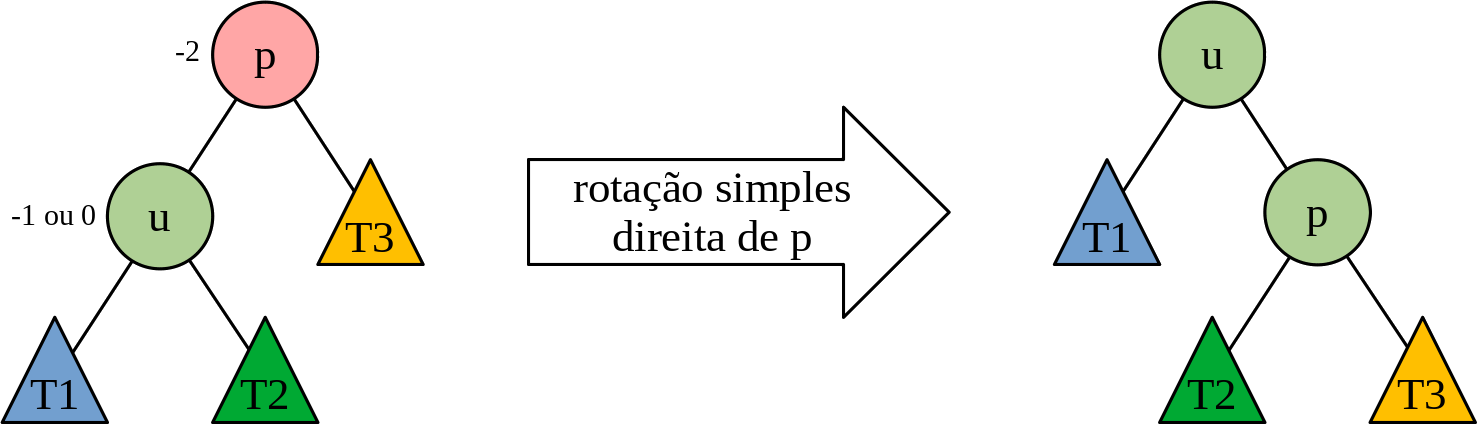 p
-2
u
-1 ou 0
T3
T1
T2
rotação simples
direita de p
u
T1
p
T2
T3